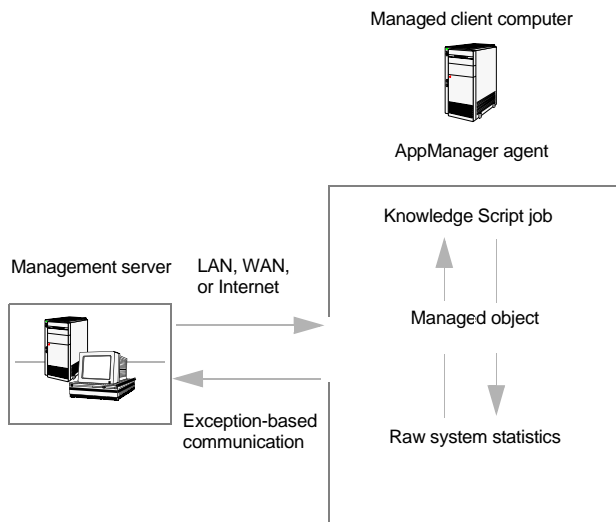 Managed client computer
AppManager agent
Knowledge Script job
Management server
LAN, WAN,
or Internet
Managed object
Exception-based
communication
Raw system statistics